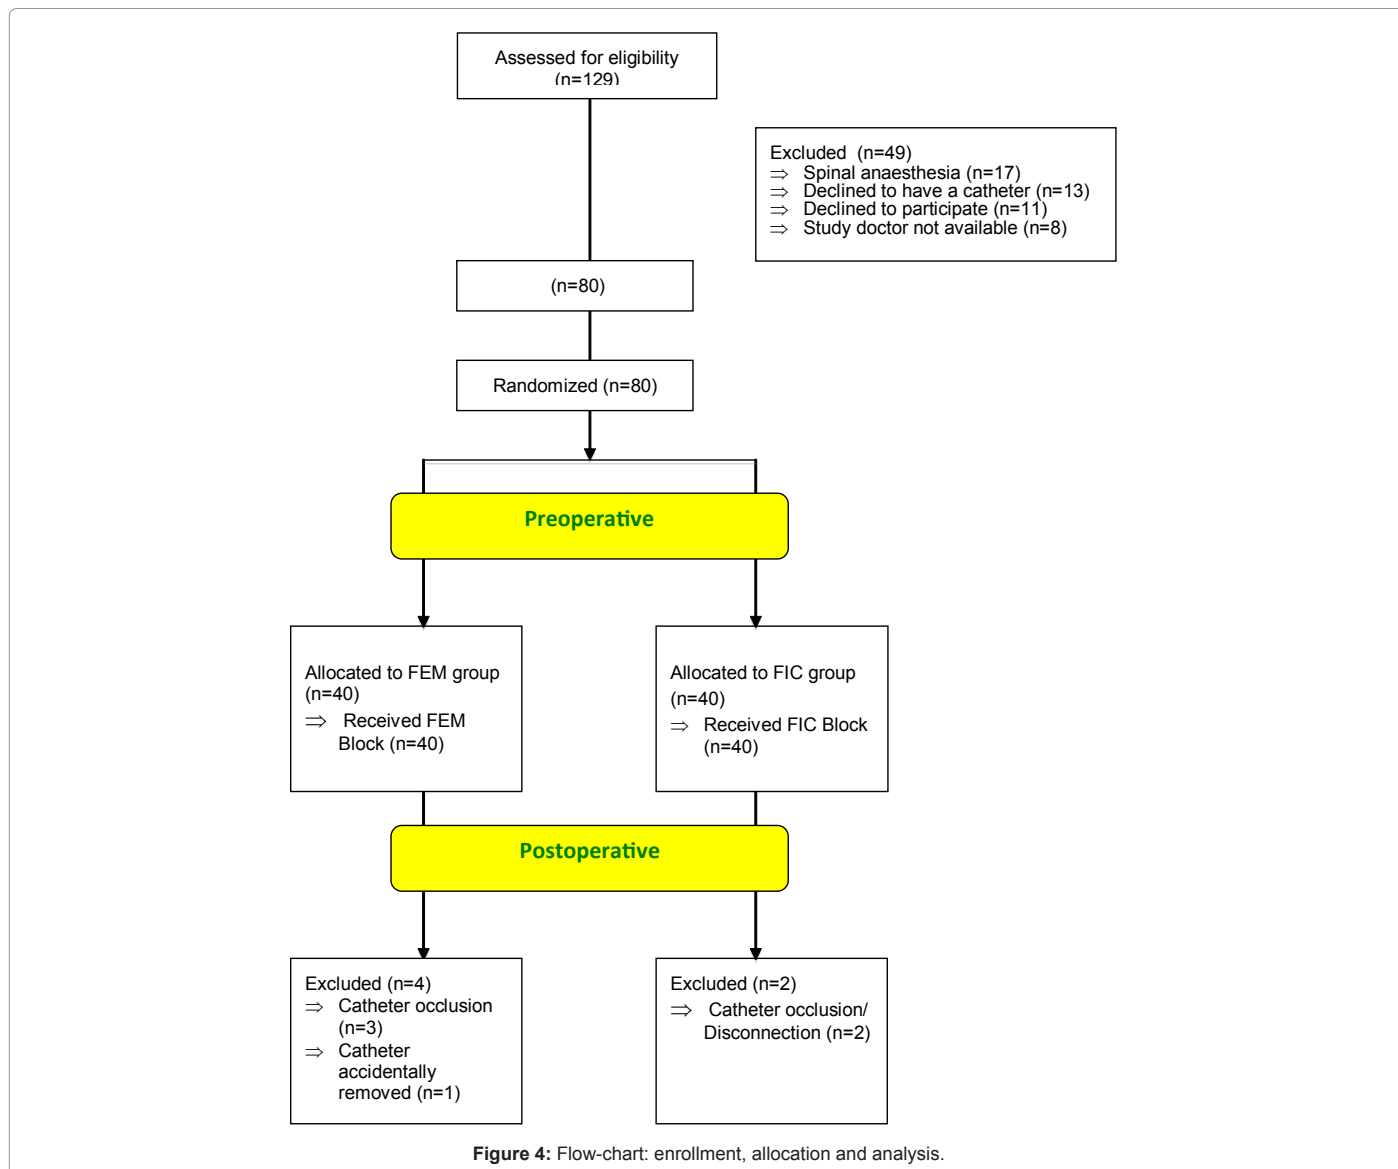 Assessed for eligibility
(n=129)
Excluded (n=49)
⇒ Spinal anaesthesia (n=17)
⇒ Declined to have a catheter (n=13)
⇒ Declined to participate (n=11)
⇒ Study doctor not available (n=8)
(n=80)
Randomized (n=80)
Preoperative
Allocated to FEM group
(n=40)
⇒ Received FEM
Block (n=40)
Allocated to FIC group
(n=40)
⇒ Received FIC Block
(n=40)
Postoperative
Excluded (n=4)
⇒ Catheter occlusion
(n=3)
⇒ Catheter
accidentally
removed (n=1)
Excluded (n=2)
⇒ Catheter occlusion/
Disconnection (n=2)
Figure 4: Flow-chart: enrollment, allocation and analysis.